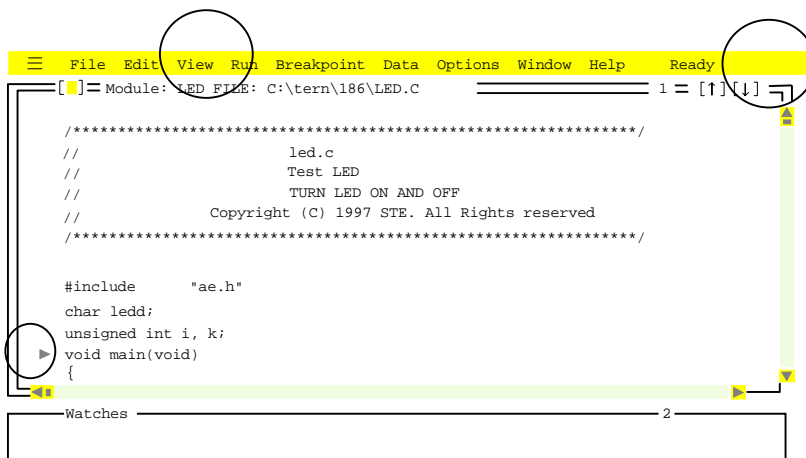 ≡ File Edit View Run Breakpoint Data Options Window Help Ready
[ ] Module: LED FILE: C:\tern\186\LED.C 1 = [↑][↓]
/***************************************************************/
// led.c
// Test LED
// TURN LED ON AND OFF
// Copyright (C) 1997 STE. All Rights reserved
/***************************************************************/
#include "ae.h"
char ledd;
unsigned int i, k;
void main(void)
{
Watches 2